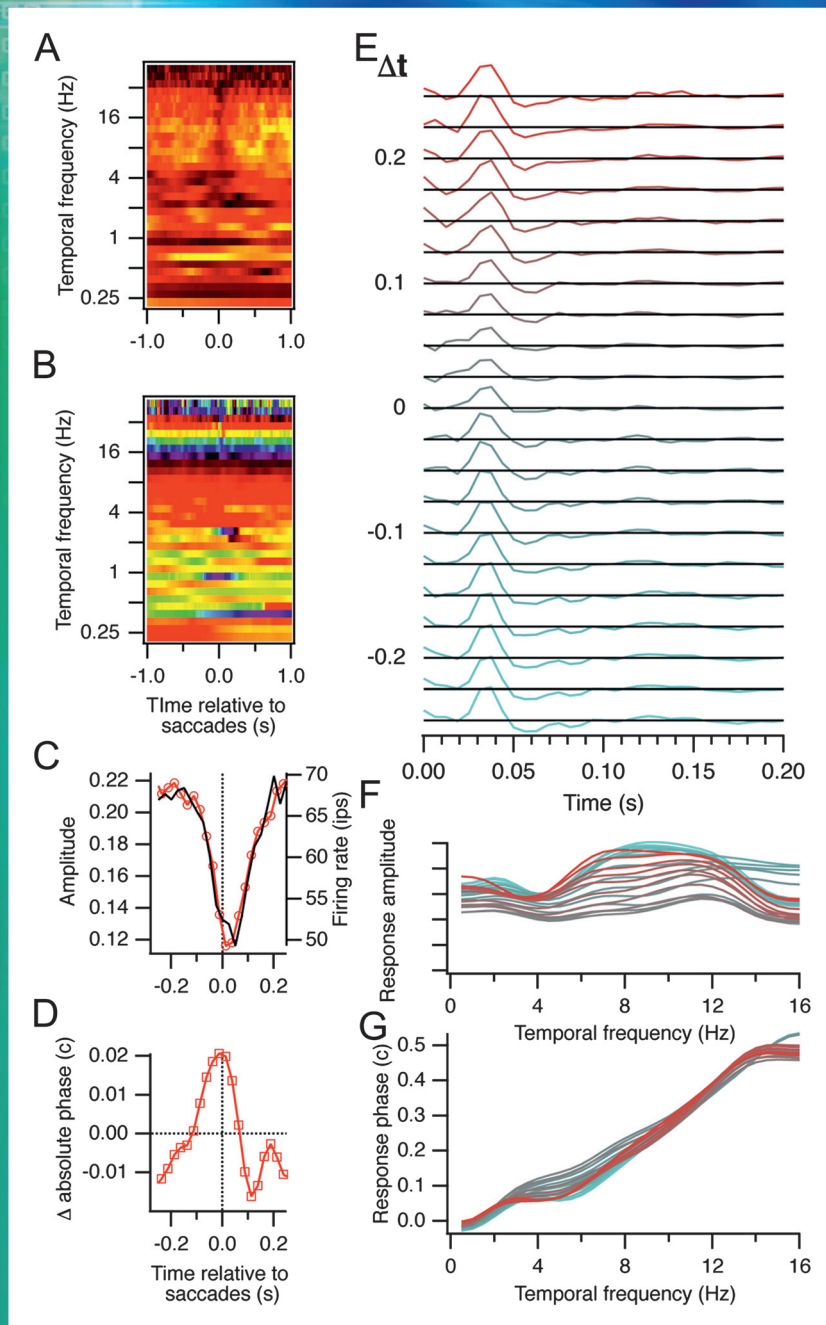 A
Temporal frequency (Hz)
16
4
1
0.25
-1.0
0.0
1.0
B
Temporal frequency (Hz)
16
4
1
0.25
-1.0
0.0
1.0
TIme relative to
saccades (s)
C
Amplitude
0.22
0.20
0.18
0.16
0.14
0.12
70
65
60
55
50
Firing rate (ips)
-0.2
0.0
0.2
D
Δ absolute phase (c)
0.02
0.01
0.00
-0.01
-0.2
0.0
0.2
Time relative to
saccades (s)
E
Δt
0.2
0.1
0
-0.1
-0.2
0.00
0.05
0.10
0.15
0.20
Time (s)
F
Response amplitude
0
4
8
12
16
Temporal frequency (Hz)
G
Response phase (c)
0.5
0.4
0.3
0.2
0.1
0.0
0
4
8
12
16
Temporal frequency (Hz)